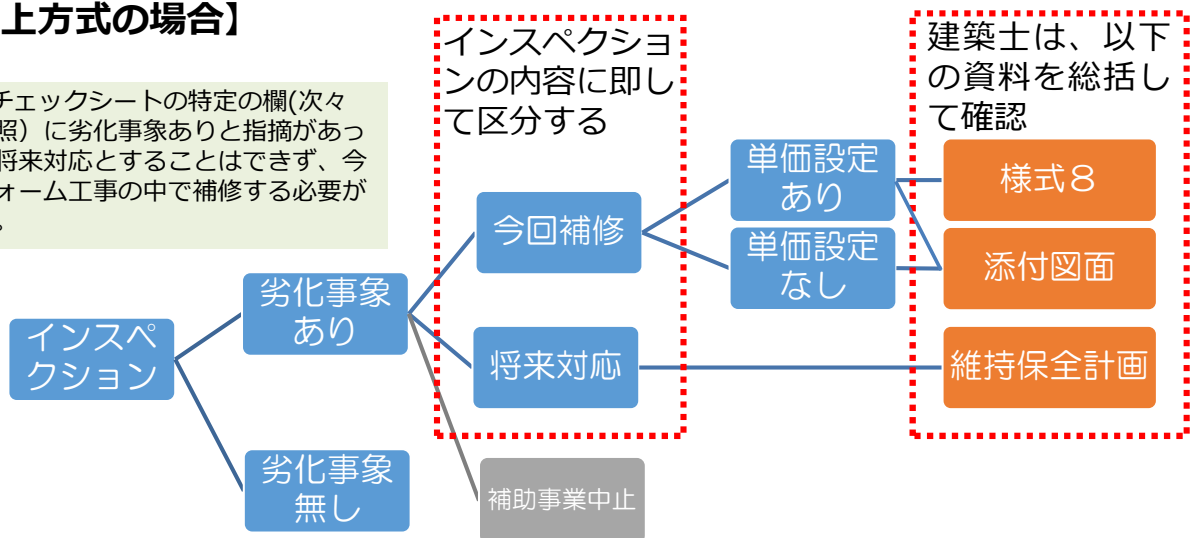 上方式の場合】
チェックシートの特定の欄(次々
照）に劣化事象ありと指摘があっ
将来対応とすることはできず、今
ォーム工事の中で補修する必要が
。
インスペクショ
ンの内容に即し
て区分する
建築士は、以下
の資料を総括し
て確認
インスペ
クション
劣化事象
あり
劣化事象
無し
今回補修
将来対応
補助事業中止
単価設定
あり
単価設定
なし
様式８
添付図面
維持保全計画